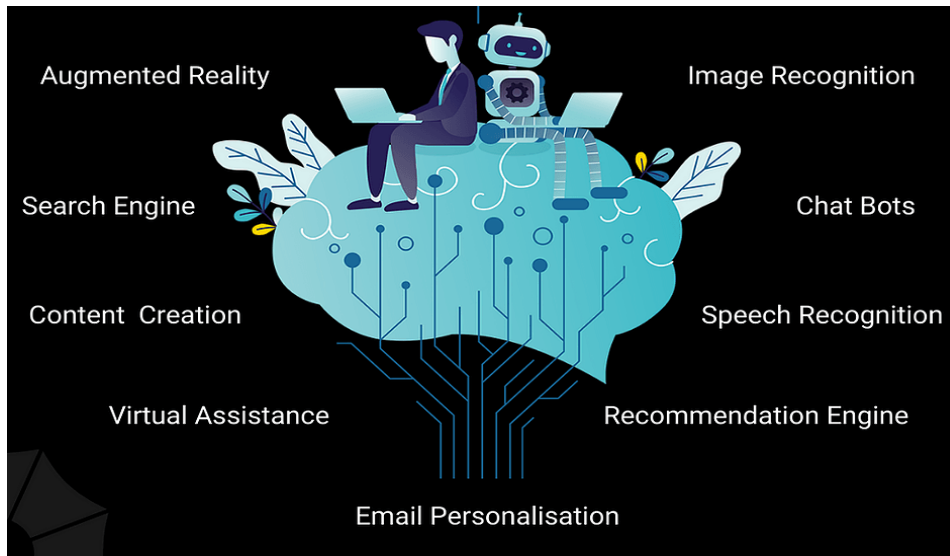 Augmented Reality
Image Recognition
Search Engine
Chat Bots
Content  Creation
Speech Recognition
Virtual Assistance
Recommendation Engine
Email Personalisation